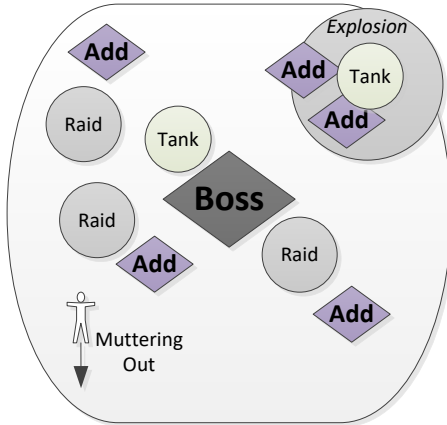 Explosion
Add
Add
Tank
Raid
Add
Tank
Boss
Raid
Raid
Add
Add
Muttering
Out